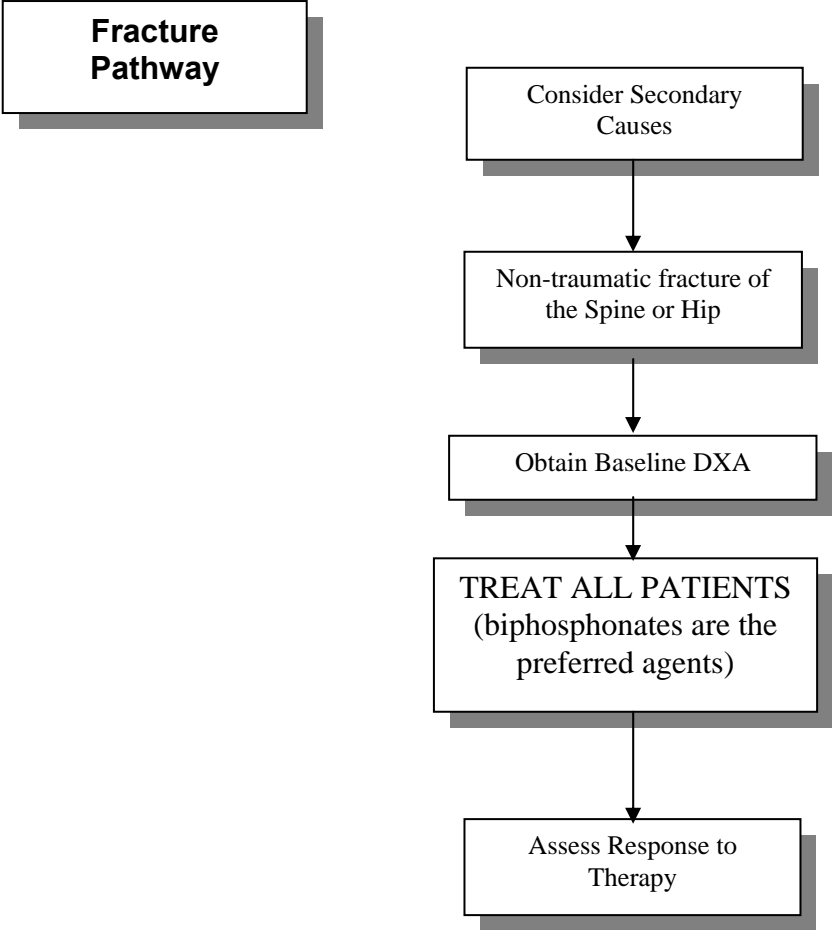 Fracture
Pathway
Consider Secondary
Causes
Non-traumatic fracture of
the Spine or Hip
Obtain Baseline DXA
TREAT ALL PATIENTS
(biphosphonates are the
preferred agents)
Assess Response to
Therapy